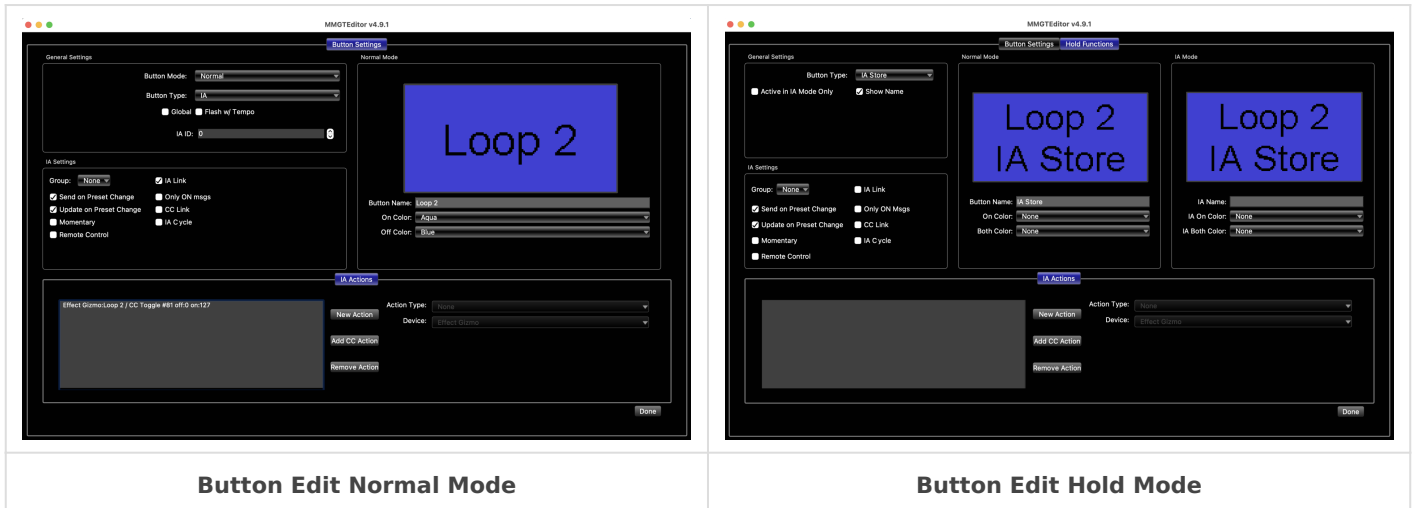 MMGTEditor v4.9.1
Button Settings
General Settings
Button Mode: Normal
Button Type: IA
Global Flash w/ Tempo
IA ID: 0
Normal Mode
Loop 2
Button Name: Loop 2
On Color: Aqua
Off Color: Blue
IA Settings
Group: None IA Link
Send on Preset Change Only ON msgs
Update on Preset Change CC Link
Momentary IA Cycle
Remote Control
IA Actions
Effect Gizmo:Loop 2 / CC Toggle #81 off:0 on:127
New Action
Add CC Action
Remove Action
Action Type: None
Device: Effect Gizmo
Done
Button Edit Normal Mode
MMGTEditor v4.9.1
Button Settings Hold Functions
General Settings
Button Type: IA Store
Active in IA Mode Only Show Name
Normal Mode
Loop 2
IA Store
Button Name: IA Store
On Color: None
Both Color: None
IA Mode
Loop 2
IA Store
IA Name:
IA On Color: None
IA Both Color: None
IA Settings
Group: None IA Link
Send on Preset Change Only ON Msgs
Update on Preset Change CC Link
Momentary IA Cycle
Remote Control
IA Actions
New Action
Add CC Action
Remove Action
Action Type: None
Device: Effect Gizmo
Done
Button Edit Hold Mode